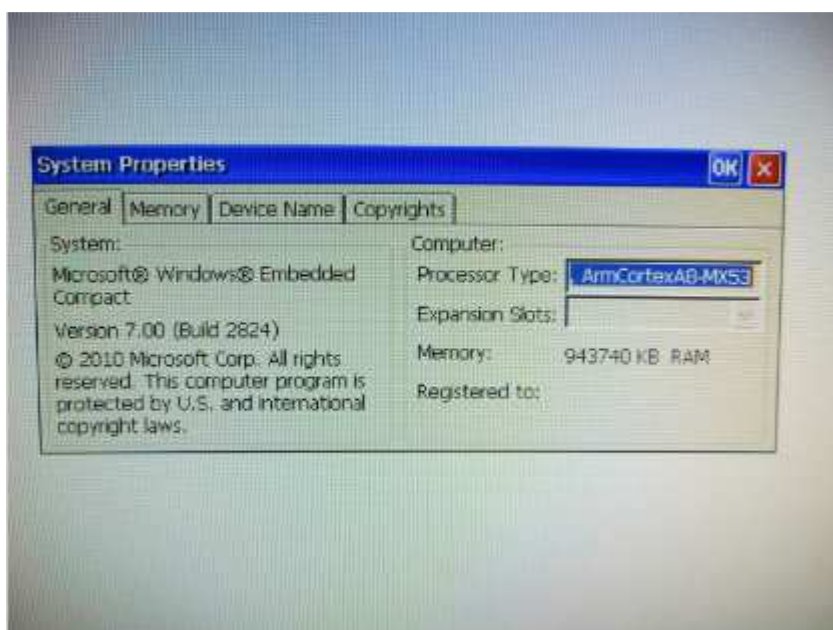 System Properties
OK
General Memory Device Name Copyrights
System:
Microsoft® Windows® Embedded
Compact
Version 7.00 (Build 2824)
© 2010 Microsoft Corp. All rights
reserved. This computer program is
protected by U.S. and international
copyright laws.
Computer:
Processor Type: , ArmCortexA8-MX53
Expansion Slots:
Memory: 943740 KB RAM
Registered to: